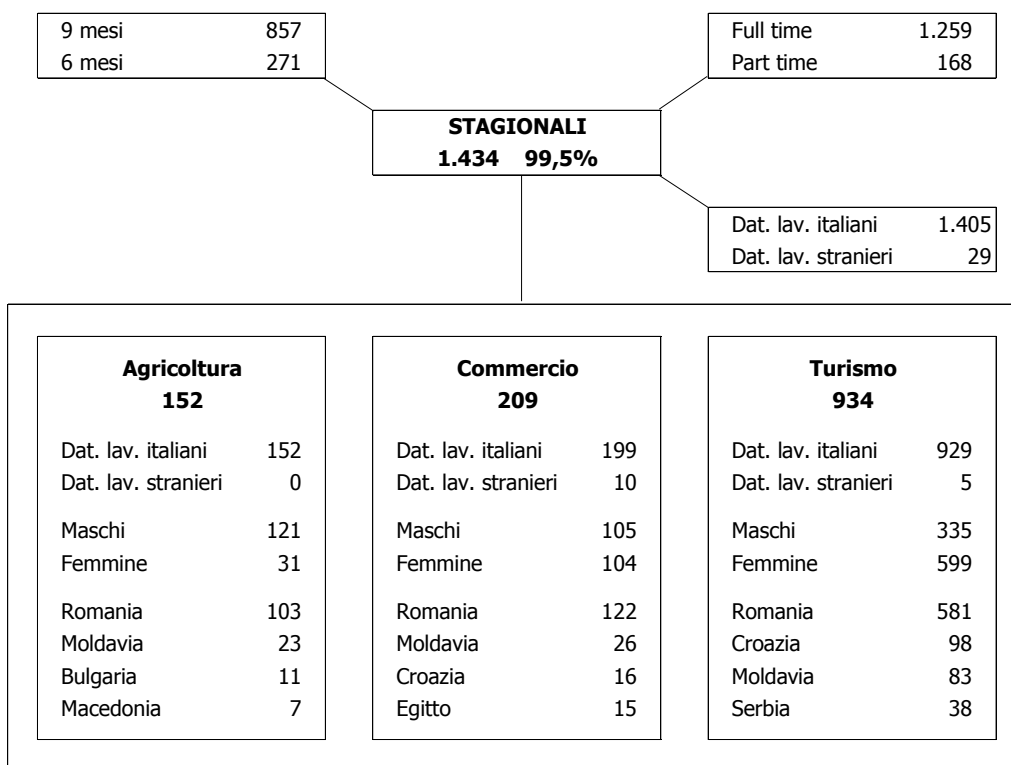 9 mesi 857
6 mesi 271
Full time 1.259
Part time 168
STAGIONALI
1.434 99,5%
Dat. lav. italiani 1.405
Dat. lav. stranieri 29
Agricoltura
152
Dat. lav. italiani 152
Dat. lav. stranieri 0
Maschi 121
Femmine 31
Romania 103
Moldavia 23
Bulgaria 11
Macedonia 7
Commercio
209
Dat. lav. italiani 199
Dat. lav. stranieri 10
Maschi 105
Femmine 104
Romania 122
Moldavia 26
Croazia 16
Egitto 15
Turismo
934
Dat. lav. italiani 929
Dat. lav. stranieri 5
Maschi 335
Femmine 599
Romania 581
Croazia 98
Moldavia 83
Serbia 38